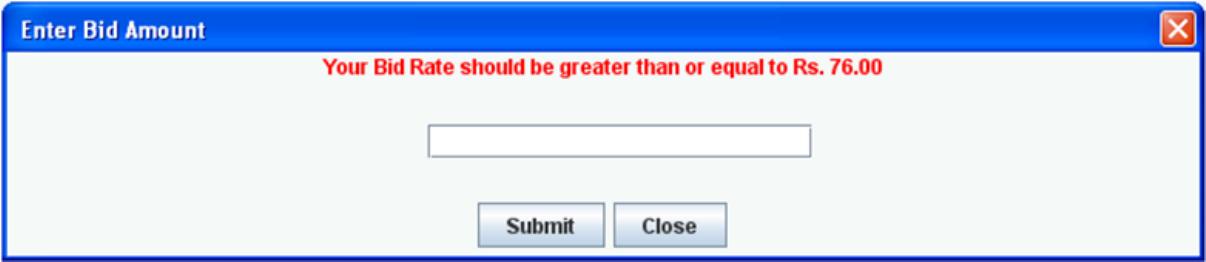 Enter Bid Amount
Your Bid Rate should be greater than or equal to Rs. 76.00
Submit Close